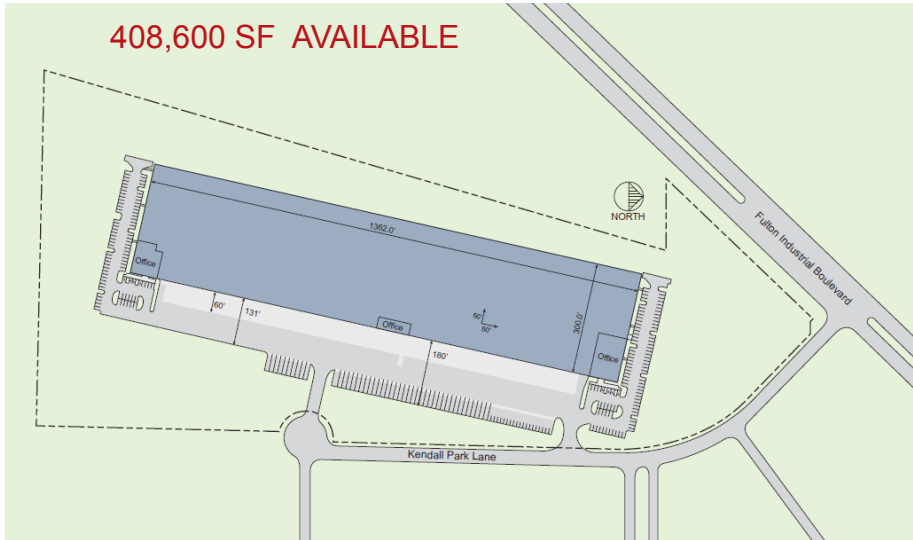 408,600 SF AVAILABLE
NORTH
Fulton Industrial Boulevard
1362.0'
Office
60'
131'
Office
50'
50'
300.0'
180'
Office
Kendall Park Lane